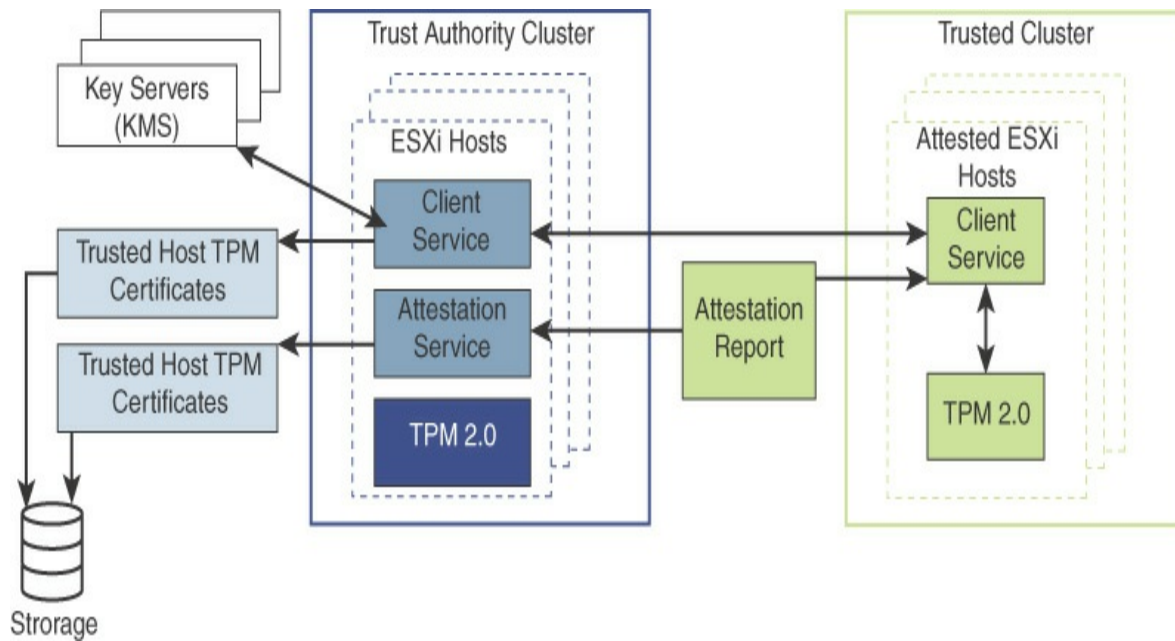 Key Servers
(KMS)
Trust Authority Cluster
ESXi Hosts
Client
Service
Attestation
Service
TPM 2.0
Trusted Host TPM
Certificates
Trusted Host TPM
Certificates
Strorage
Attestation
Report
Trusted Cluster
Attested ESXi
Hosts
Client
Service
TPM 2.0